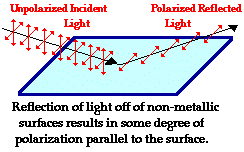 Unpolarized Incident Polarized Reflected
Light Light
Reflection of light off of non-metallic
surfaces results in some degree of
polarization parallel to the surface.